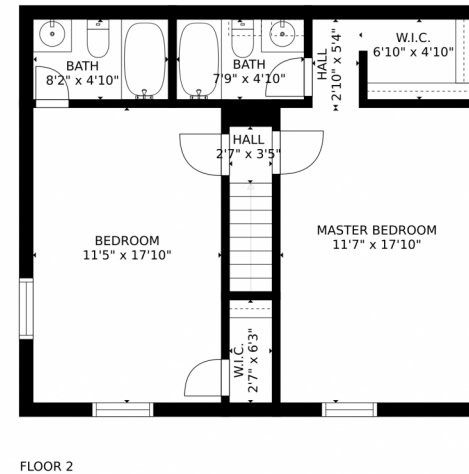 BATH
8'2" x 4'10"
BATH
7'9" x 4'10"
HALL
2'10" x 5'4"
W.I.C.
6'10" x 4'10"
HALL
2'7" x 3'5"
BEDROOM
11'5" x 17'10"
MASTER BEDROOM
11'7" x 17'10"
W.I.C.
2'7" x 6'3"
FLOOR 2